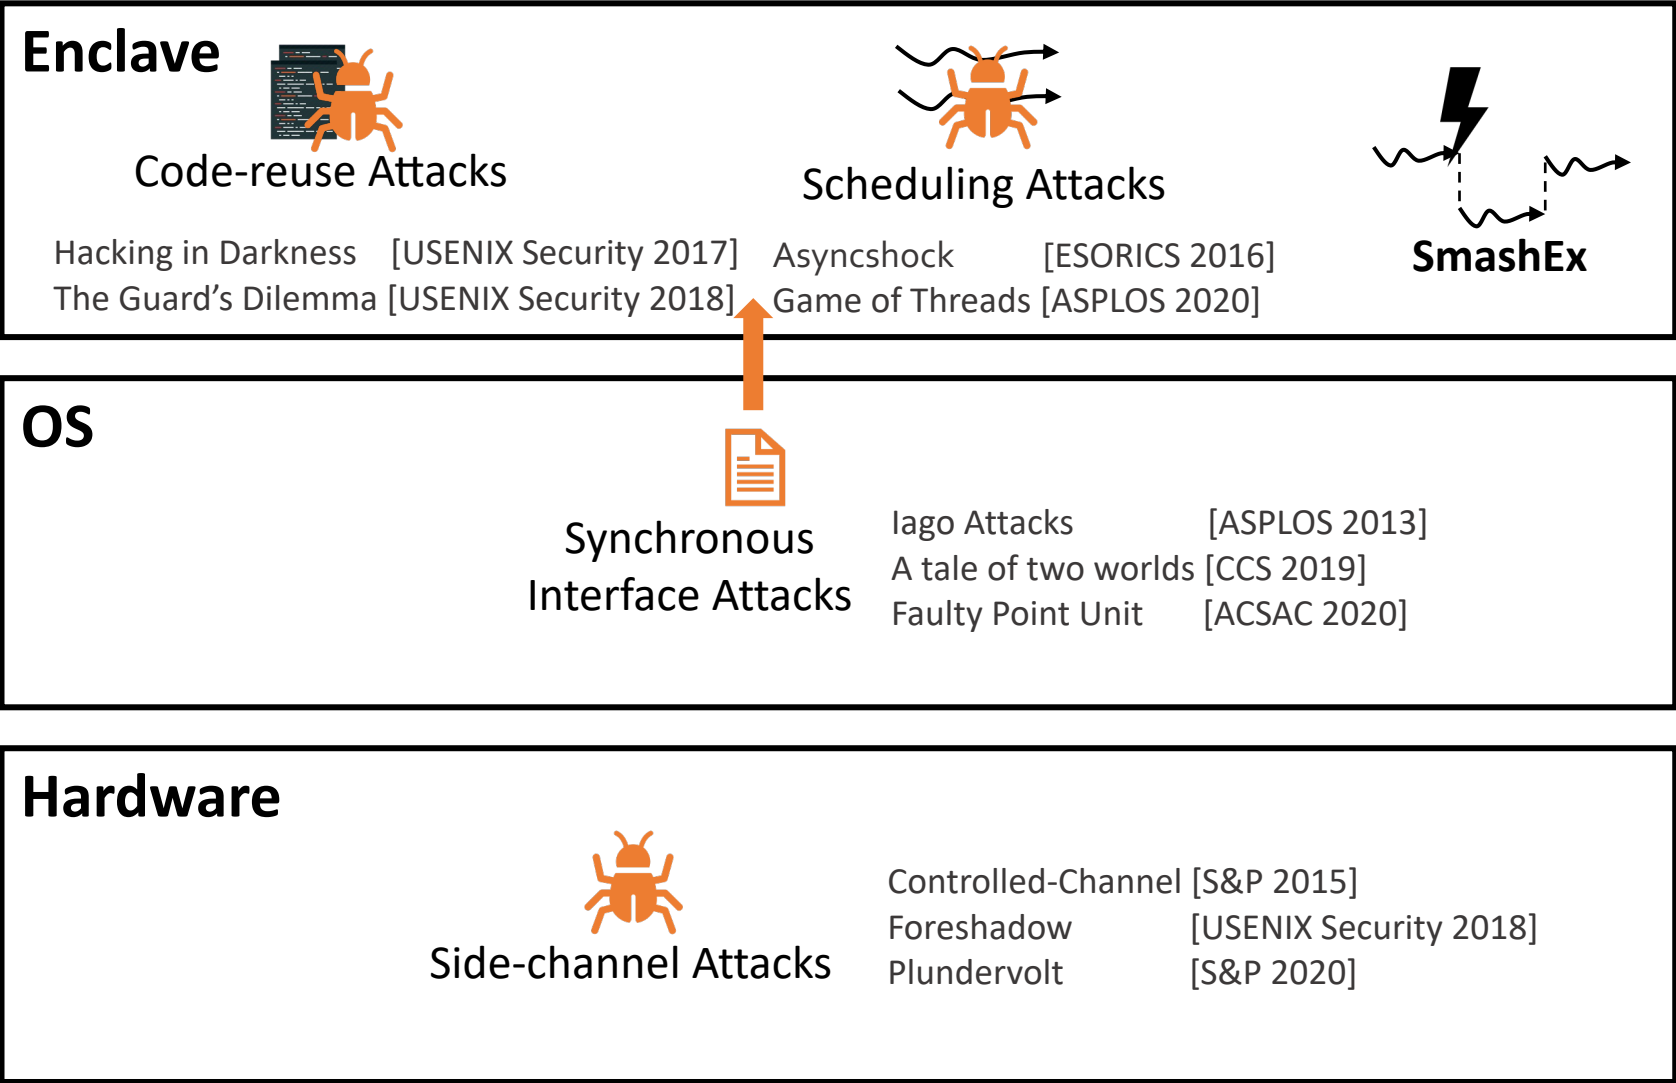 Enclave
Code-reuse Attacks
Hacking in Darkness [USENIX Security 2017]
The Guard's Dilemma [USENIX Security 2018]
Scheduling Attacks
Asyncshock [ESORICS 2016]
Game of Threads [ASPLOS 2020]
SmashEx
OS
Synchronous
Interface Attacks
Iago Attacks [ASPLOS 2013]
A tale of two worlds [CCS 2019]
Faulty Point Unit [ACSAC 2020]
Hardware
Side-channel Attacks
Controlled-Channel [S&P 2015]
Foreshadow [USENIX Security 2018]
Plundervolt [S&P 2020]